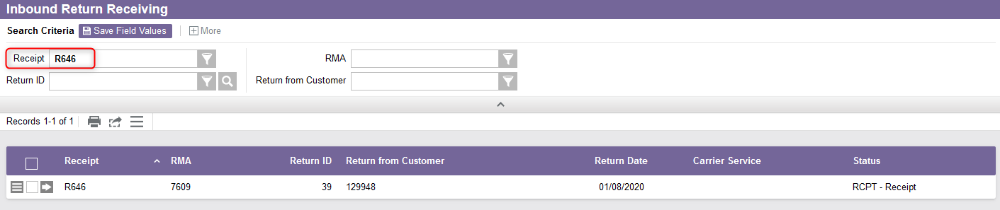 Inbound Return Receiving
Search Criteria Save Field Values More
Receipt R646 RMA
Return ID Return from Customer
Records 1-1 of 1
Receipt RMA Return ID Return from Customer Return Date Carrier Service Status
R646 7609 39 129948 01/08/2020 RCPT - Receipt